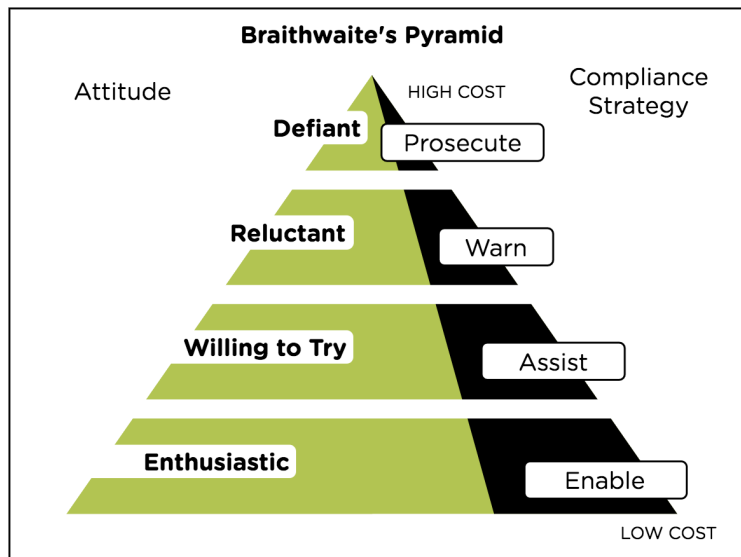 Braithwaite's Pyramid
Attitude
HIGH COST
Compliance
Strategy
Defiant
Prosecute
Reluctant
Warn
Willing to Try
Assist
Enthusiastic
Enable
LOW COST